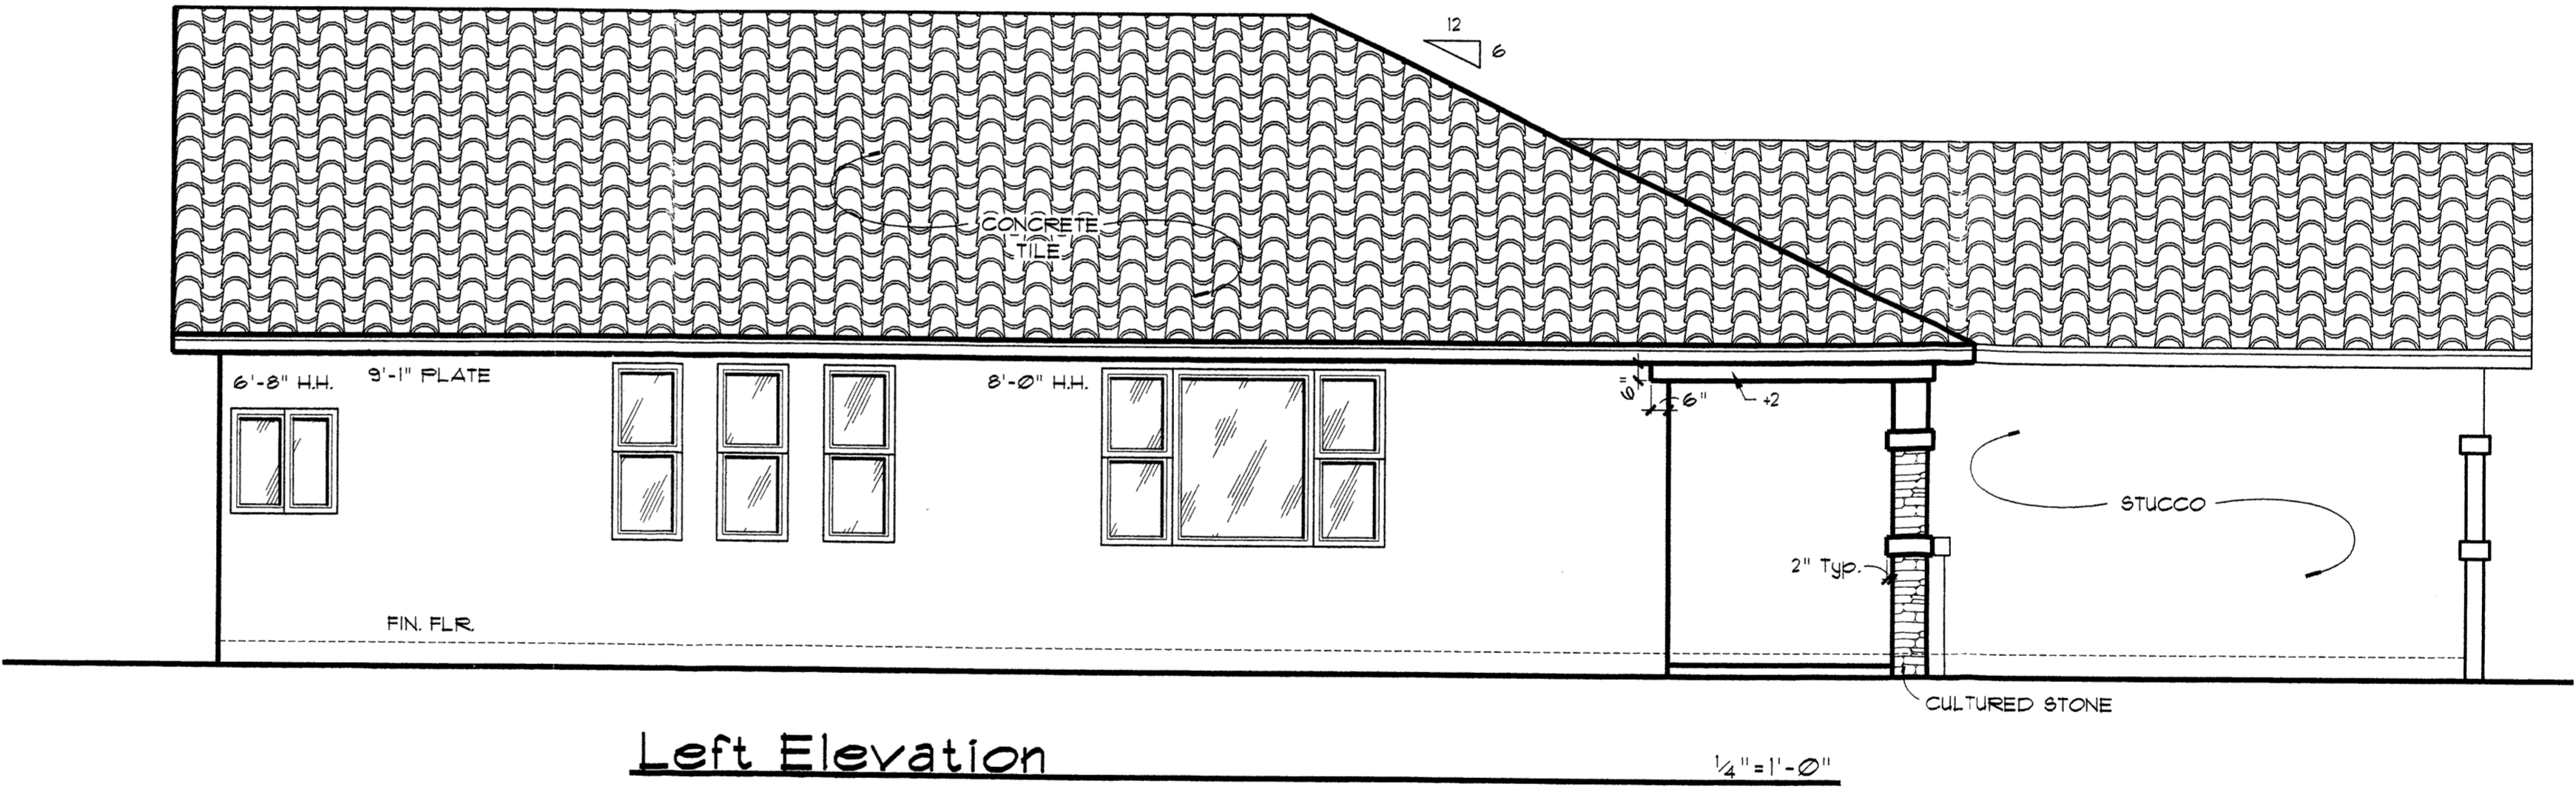 12
6
CONCRETE
TILE
6'-8" H.H.
9'-1" PLATE
8'-0" H.H.
6"
6"
+2
STUCCO
2" Typ.
FIN. FLR.
CULTURED STONE
Left Elevation
1/4"=1'-0"